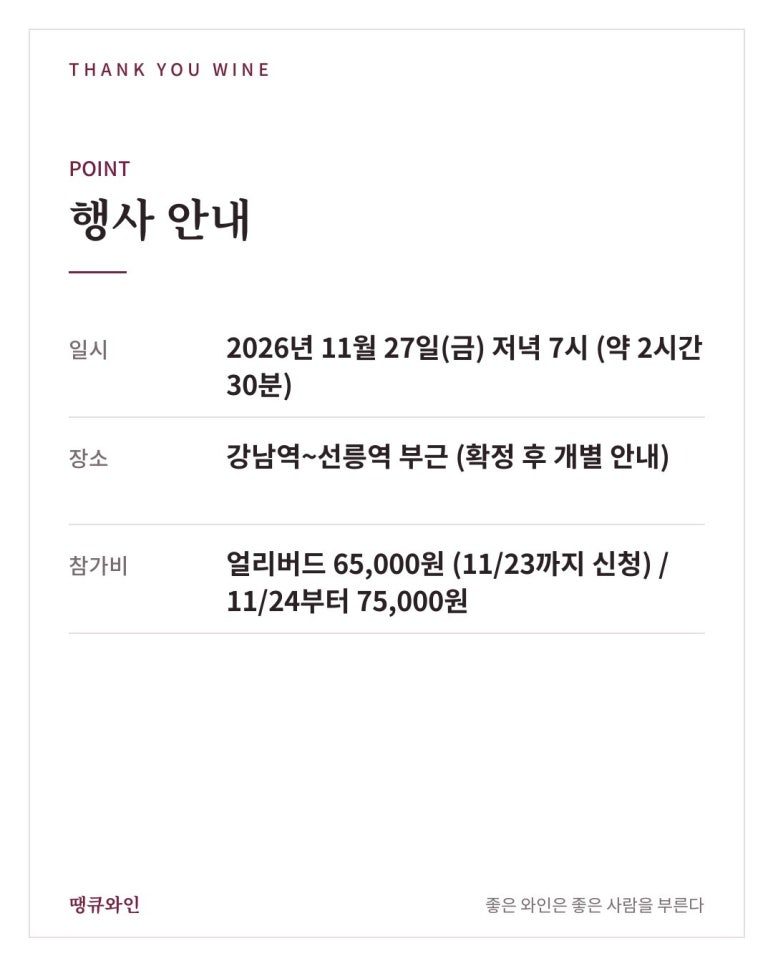 THANK YOU WINE
POINT
행사 안내
일시
2026년 11월 27일(금) 저녁 7시 (약 2시간
30분)
장소
강남역~선릉역 부근 (확정 후 개별 안내)
참가비
얼리버드 65,000원 (11/23까지 신청) /
11/24부터 75,000원
땡큐와인
좋은 와인은 좋은 사람을 부른다